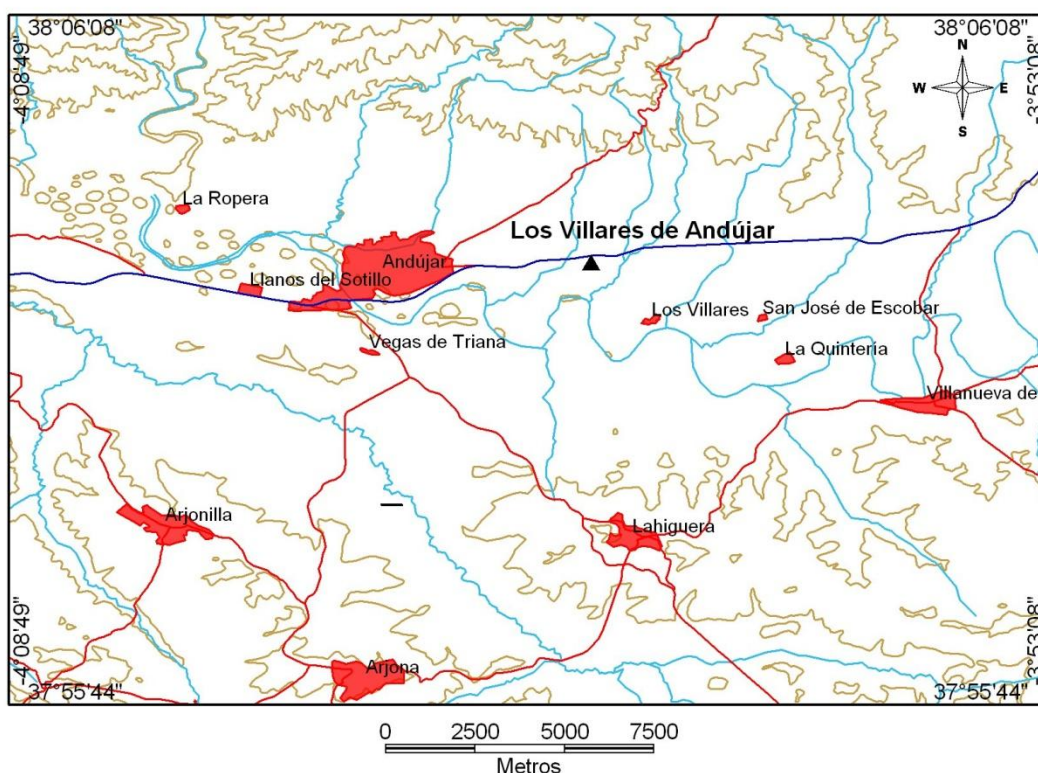 38°06'08"
38°06'08"
-4°08'49"
-3°53'08"
N
W
E
S
La Ropera
Los Villares de Andújar
Andújar
Llanos del Sotillo
Los Villares
San José de Escobar
Vegas de Triana
La Quintería
Villanueva de
Arjonilla
Lahiguera
Arjona
-4°08'49"
-3°53'08"
37°55'44"
37°55'44"
0 2500 5000 7500
Metros